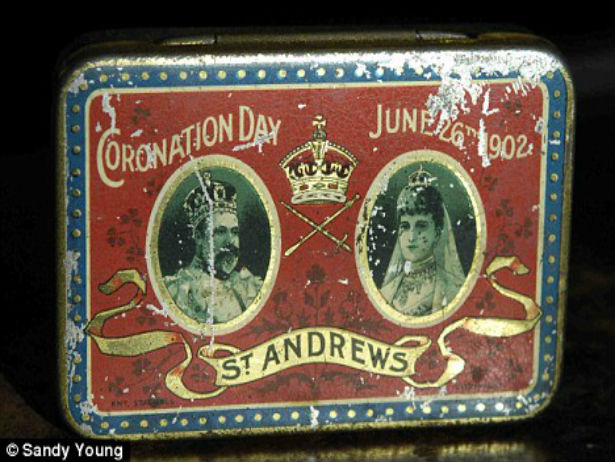 CORONATION DAY
JUNE 26TH 1902
ST ANDREWS
© Sandy Young